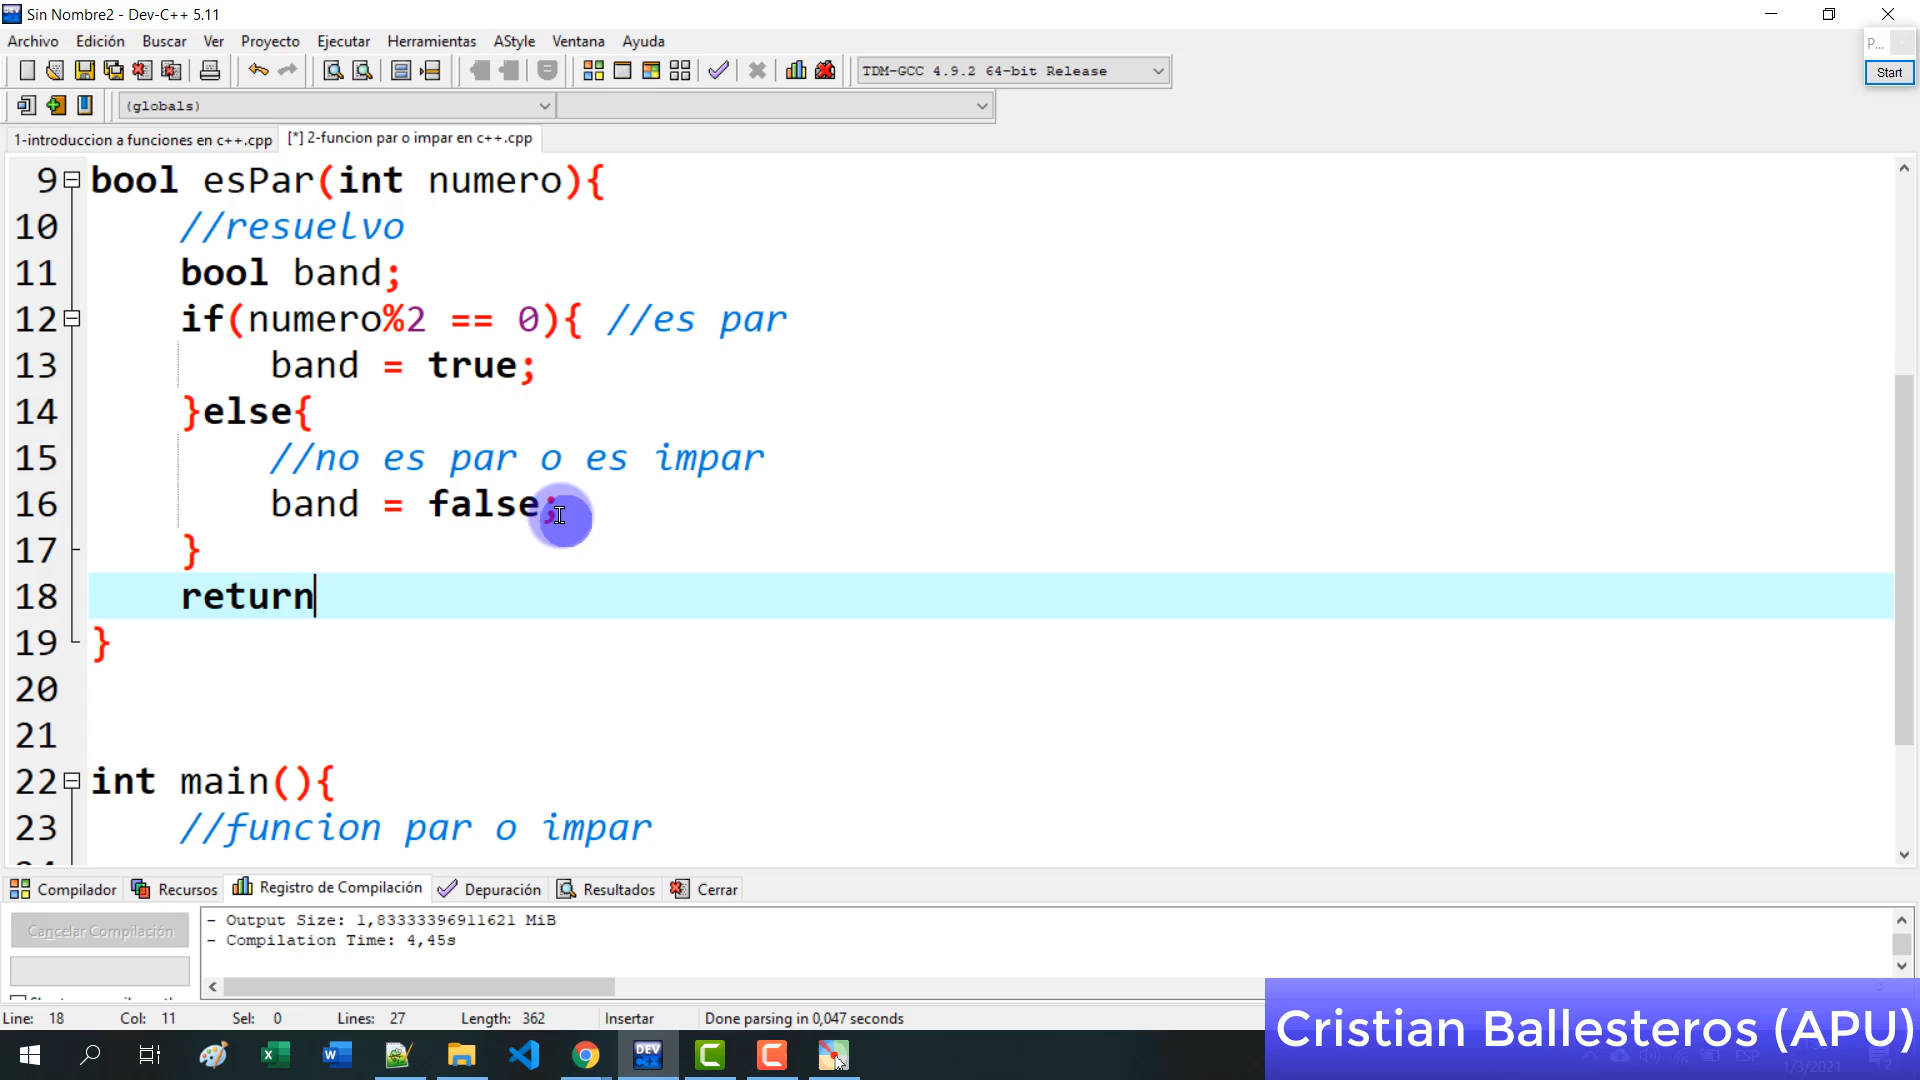 Sin Nombre2 - Dev-C++ 5.11
Archivo Edición Buscar Ver Proyecto Ejecutar Herramientas AStyle Ventana Ayuda
P...
TDM-GCC 4.9.2 64-bit Release
Start
(globals)
1-introduccion a funciones en c++.cpp [*] 2-funcion par o impar en c++.cpp
9 bool esPar(int numero){
10 //resuelvo
11 bool band;
12 if(numero%2 == 0){ //es par
13 band = true;
14 }else{
15 //no es par o es impar
16 band = false;
17 }
18 return
19 }
20
21
22 int main(){
23 //funcion par o impar
Compilador Recursos Registro de Compilación Depuración Resultados Cerrar
- Output Size: 1,83333396911621 MiB
Cancelar Compilación
- Compilation Time: 4,45s
Line: 18 Col: 11 Sel: 0 Lines: 27 Length: 362 Insertar Done parsing in 0,047 seconds
Cristian Ballesteros (APU)
DEV
ESP
1/3/2021